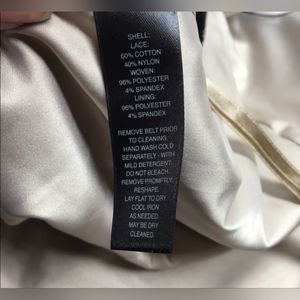 SHELL:
LACE:
60% COTTON
40% NYLON
WOVEN:
96% POLYESTER
4% SPANDEX
LINING:
96% POLYESTER
4% SPANDEX
REMOVE BELT PRIOR
TO CLEANING.
HAND WASH COLD
SEPARATELY - WITH
MILD DETERGENT.
DO NOT BLEACH.
REMOVE PROMPTLY.
RESHAPE.
LAY FLAT TO DRY.
COOL IRON
AS NEEDED.
MAY BE DRY
CLEANED.